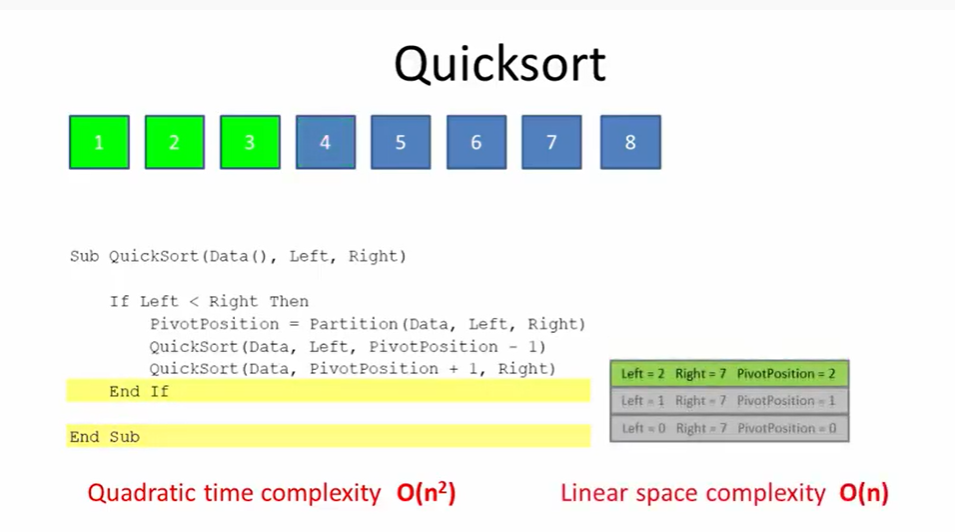 Quicksort
1 2 3 4 5 6 7 8
Sub QuickSort(Data(), Left, Right)
If Left < Right Then
PivotPosition = Partition(Data, Left, Right)
QuickSort(Data, Left, PivotPosition - 1)
QuickSort(Data, PivotPosition + 1, Right)
End If
End Sub
Left = 2 Right = 7 PivotPosition = 2
Left = 1 Right = 7 PivotPosition = 1
Left = 0 Right = 7 PivotPosition = 0
Quadratic time complexity O(n²)
Linear space complexity O(n)